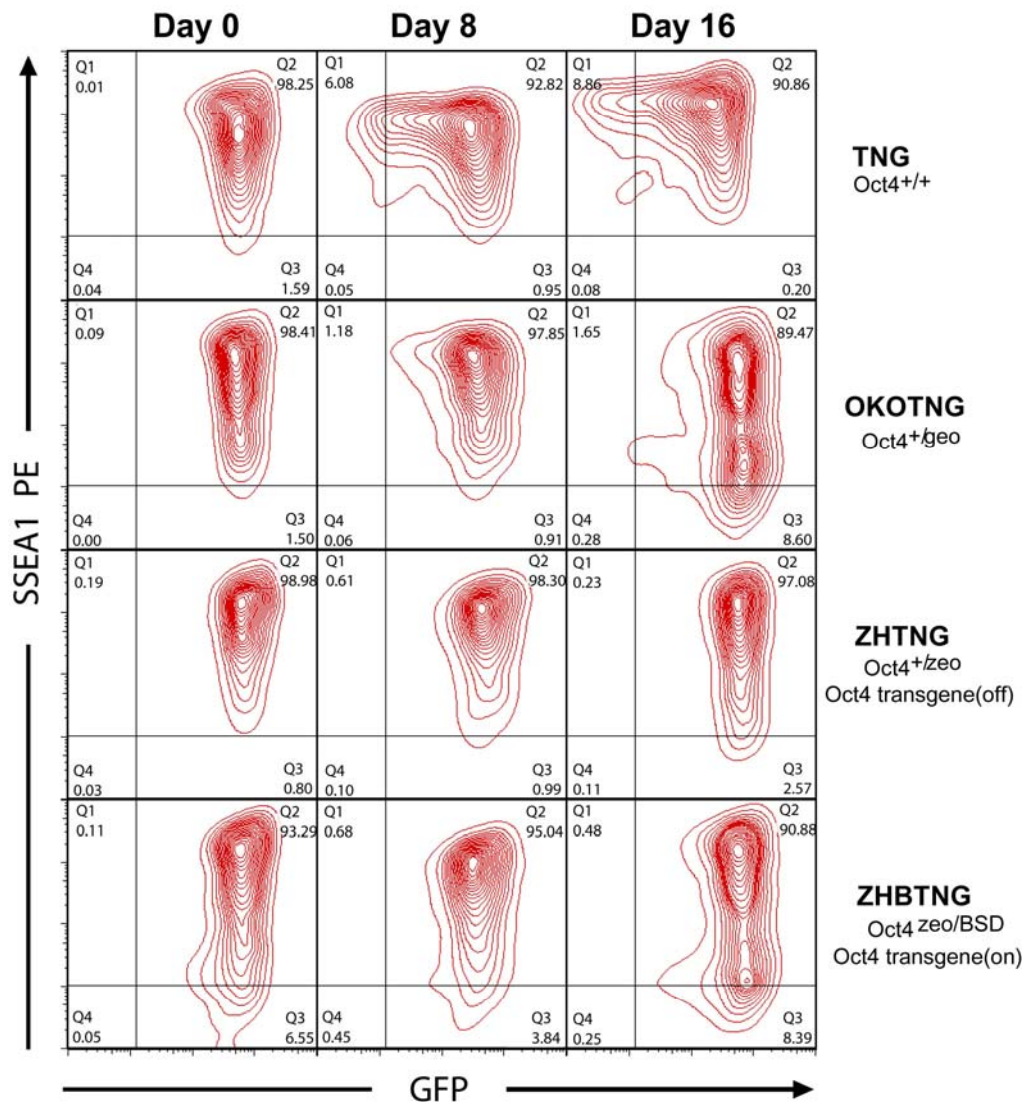 Day 0 Day 8 Day 16
Q1 Q2 Q1 Q2 Q1 Q2
0.01 98.25 6.08 92.82 8.86 90.86
TNG
Oct4+/+
Q4 Q3 Q4 Q3 Q4 Q3
0.04 1.59 0.05 0.95 0.08 0.20
Q1 Q2 Q1 Q2 Q1 Q2
0.09 98.41 1.18 97.85 1.65 89.47
OKOTNG
Oct4+/geo
Q4 Q3 Q4 Q3 Q4 Q3
0.00 1.50 0.06 0.91 0.28 8.60
Q1 Q2 Q1 Q2 Q1 Q2
0.19 98.98 0.61 98.30 0.23 97.08
ZHTNG
Oct4+/zeo
Oct4 transgene(off)
Q4 Q3 Q4 Q3 Q4 Q3
0.03 0.80 0.10 0.99 0.11 2.57
Q1 Q2 Q1 Q2 Q1 Q2
0.11 93.29 0.68 95.04 0.48 90.88
ZHBTNG
Oct4 zeo/BSD
Oct4 transgene(on)
Q4 Q3 Q4 Q3 Q4 Q3
0.05 6.55 0.45 3.84 0.25 8.39
SSEA1 PE
GFP